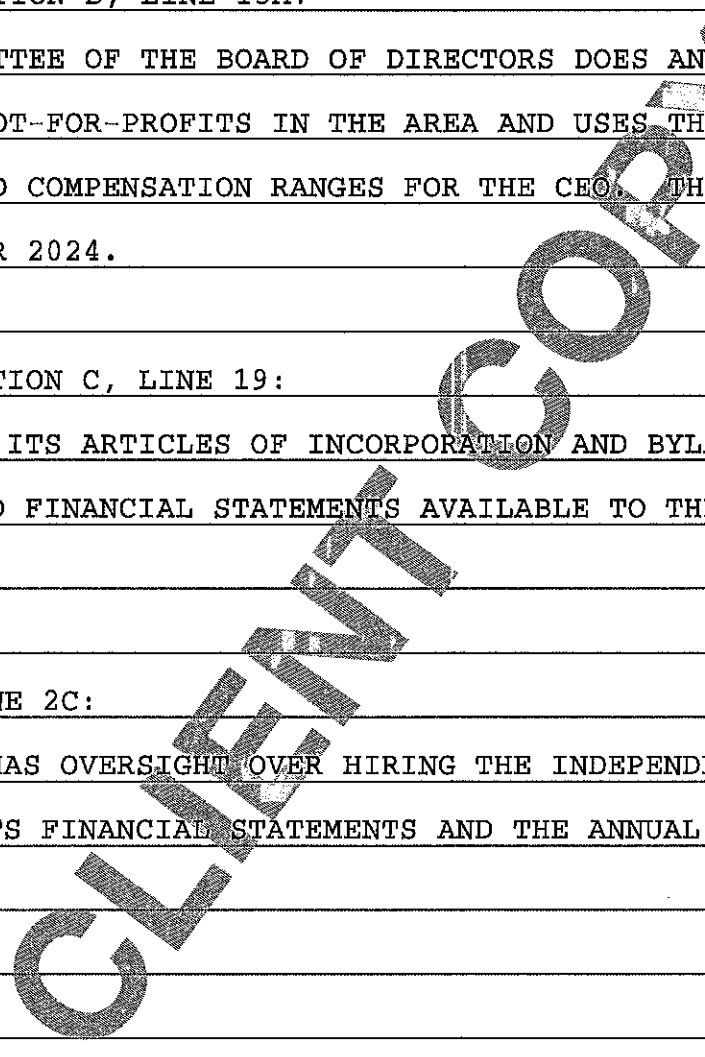 LINE 15A:
TTEE OF THE BOARD OF DIRECTORS DOES AN
OT-FOR-PROFITS IN THE AREA AND USES TH
D COMPENSATION RANGES FOR THE CEO. TH
R 2024.
TION C, LINE 19:
ITS ARTICLES OF INCORPORATION AND BYL
D FINANCIAL STATEMENTS AVAILABLE TO TH
NE 2C:
HAS OVERSIGHT OVER HIRING THE INDEPEND
'S FINANCIAL STATEMENTS AND THE ANNUAL
CLIENT COPY